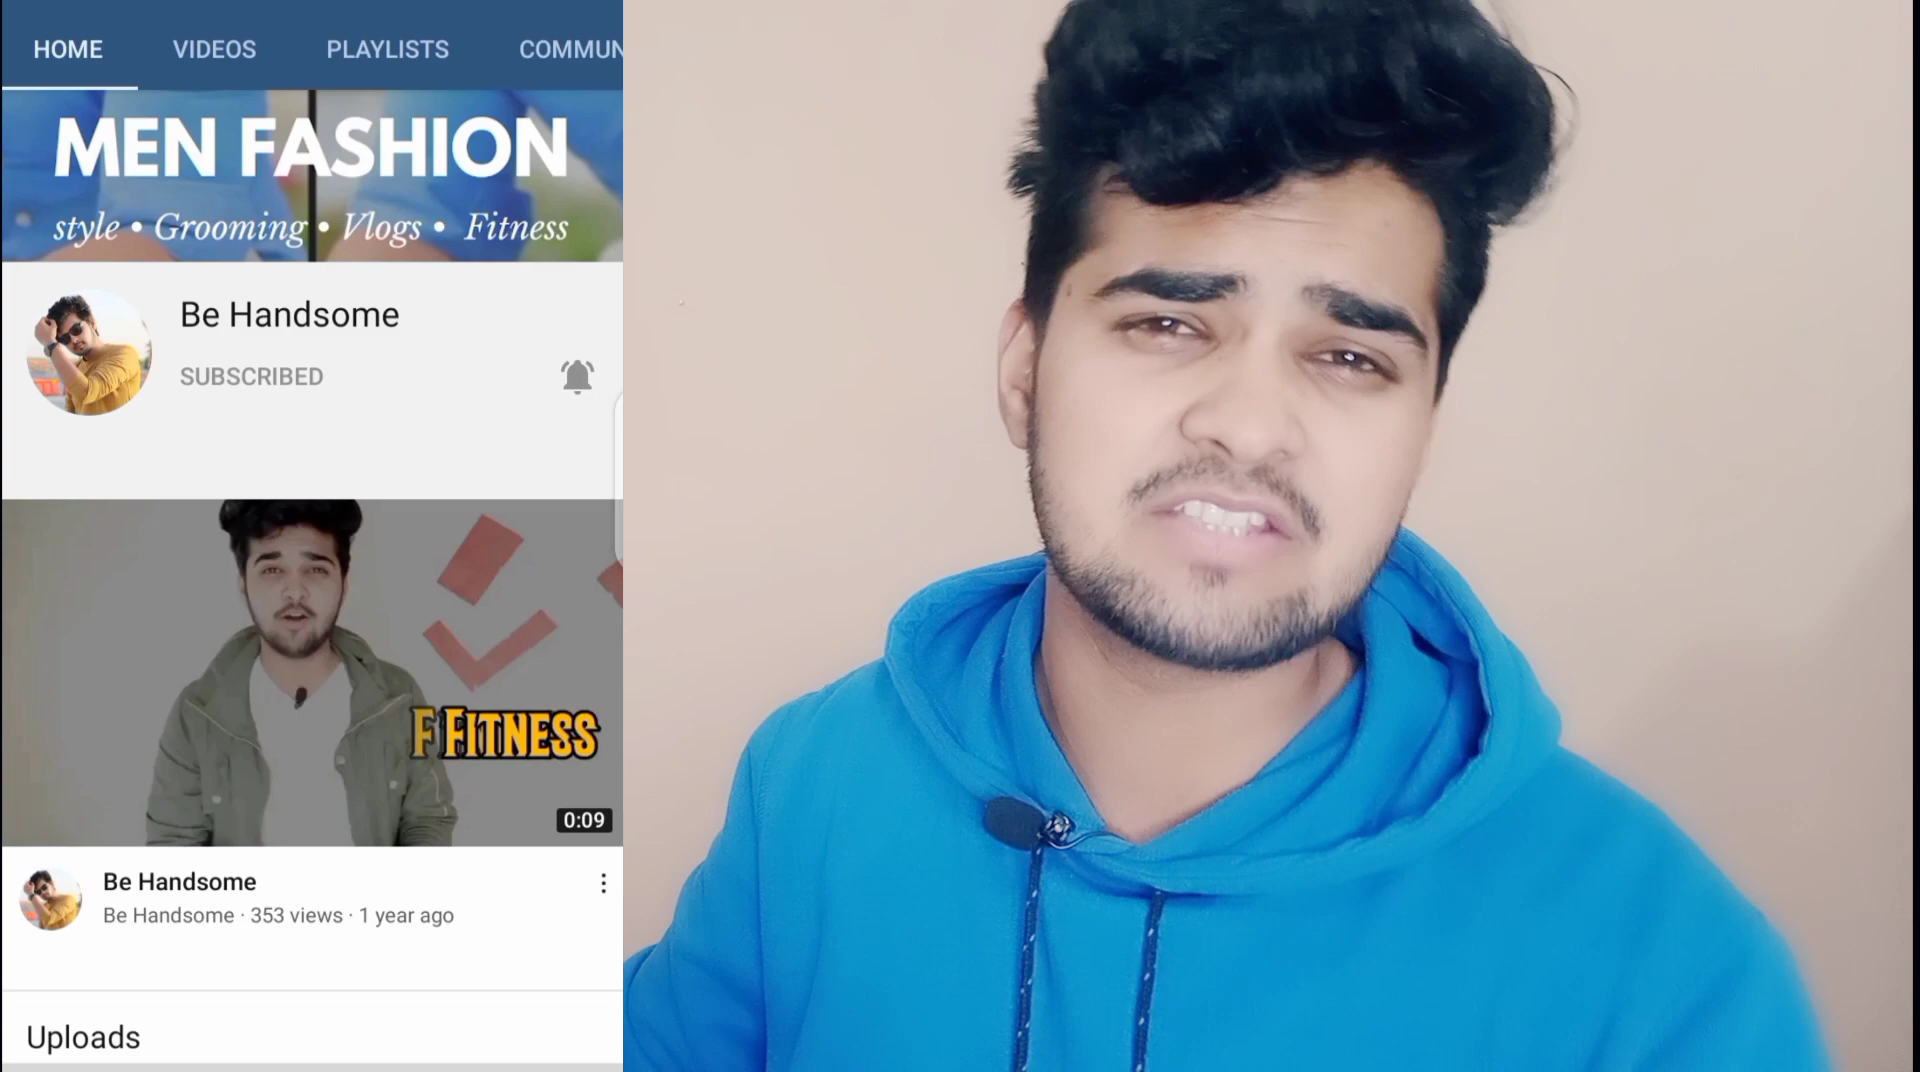 HOME VIDEOS PLAYLISTS COMMUN
MEN FASHION
style • Grooming • Vlogs • Fitness
Be Handsome
SUBSCRIBED
F FITNESS
0:09
Be Handsome
Be Handsome · 353 views · 1 year ago
Uploads